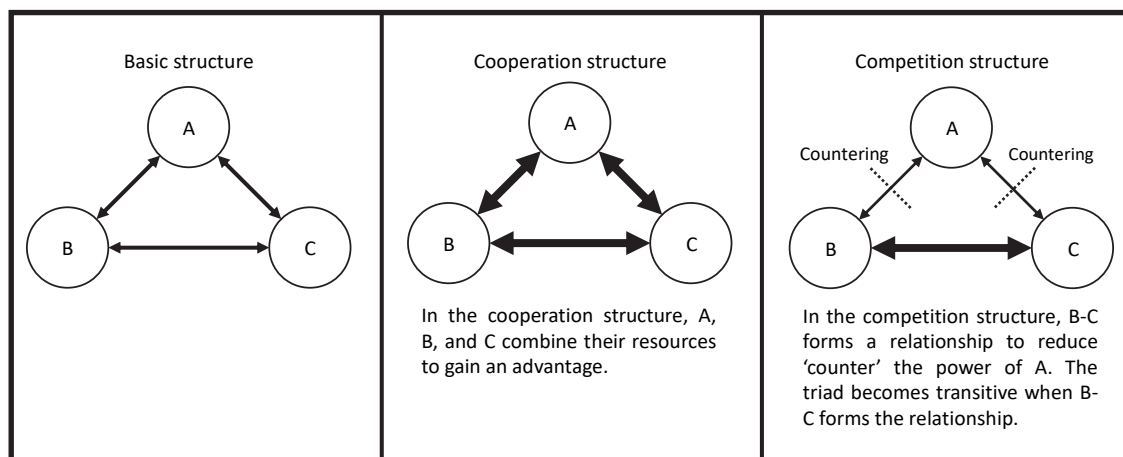 Basic structure
A
B
C
Cooperation structure
A
B
C
In the cooperation structure, A,
B, and C combine their resources
to gain an advantage.
Competition structure
A
Countering
Countering
B
C
In the competition structure, B-C
forms a relationship to reduce
‘counter’ the power of A. The
triad becomes transitive when B-
C forms the relationship.